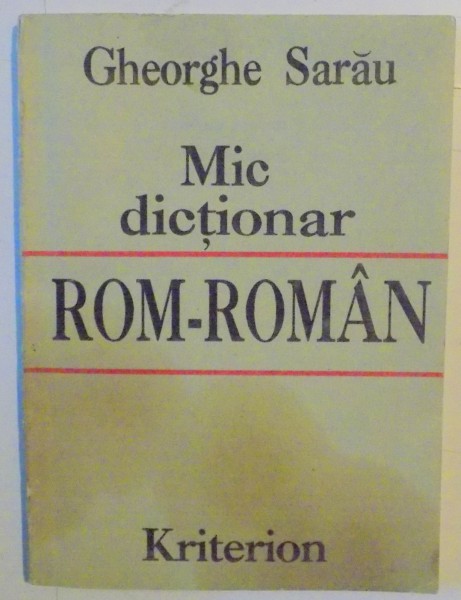 Gheorghe Sarău
Mic
dicționar
ROM-ROMÂN
Kriterion